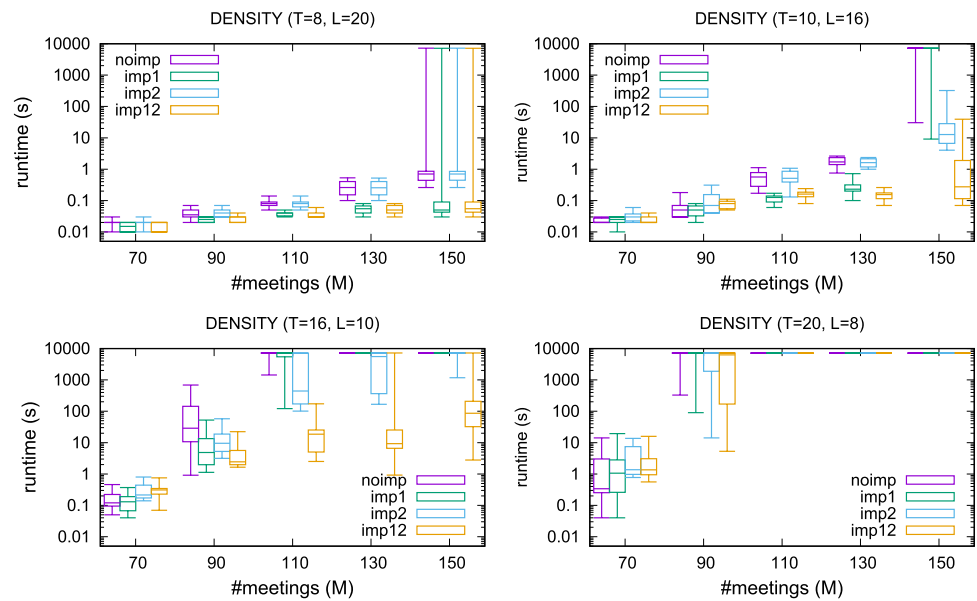 DENSITY (T=8, L=20)
runtime (s)
10000
1000
100
10
1
0.1
0.01
noimp
imp1
imp2
imp12
70 90 110 130 150
#meetings (M)
DENSITY (T=10, L=16)
runtime (s)
10000
1000
100
10
1
0.1
0.01
noimp
imp1
imp2
imp12
70 90 110 130 150
#meetings (M)
DENSITY (T=16, L=10)
runtime (s)
10000
1000
100
10
1
0.1
0.01
noimp
imp1
imp2
imp12
70 90 110 130 150
#meetings (M)
DENSITY (T=20, L=8)
runtime (s)
10000
1000
100
10
1
0.1
0.01
noimp
imp1
imp2
imp12
70 90 110 130 150
#meetings (M)